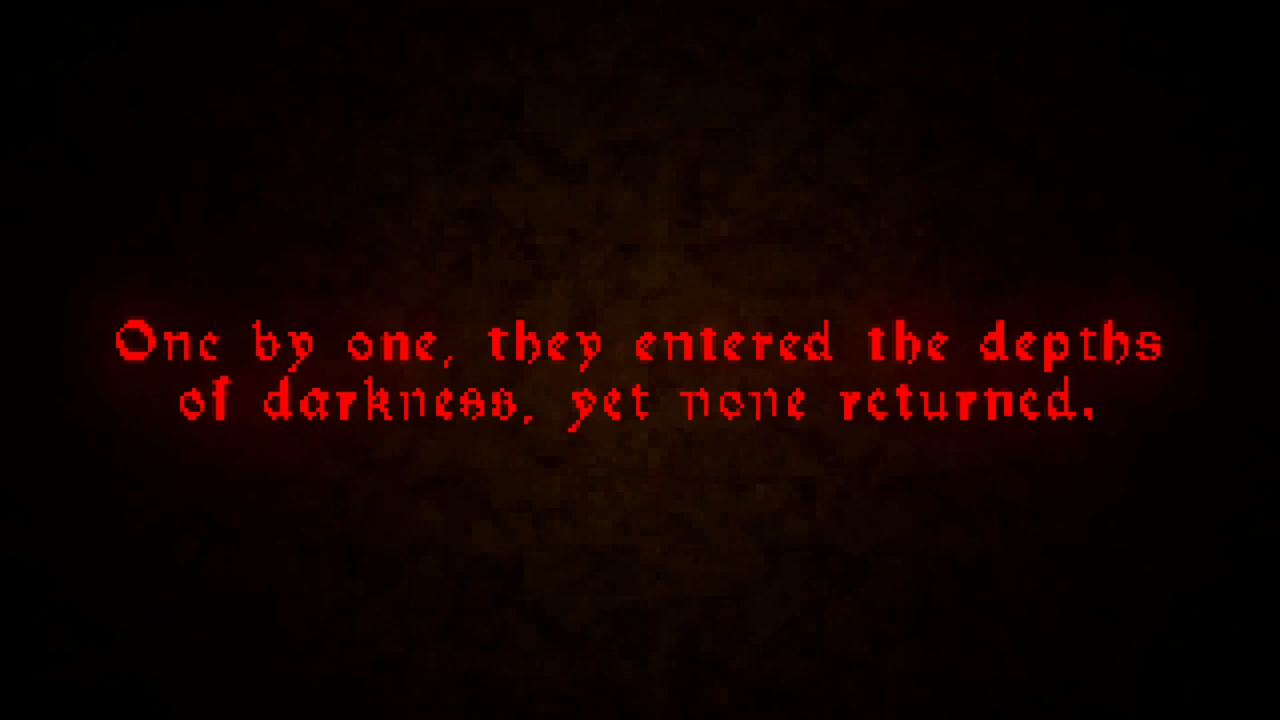 One by one, they entered the depths
of darkness, yet none returned.